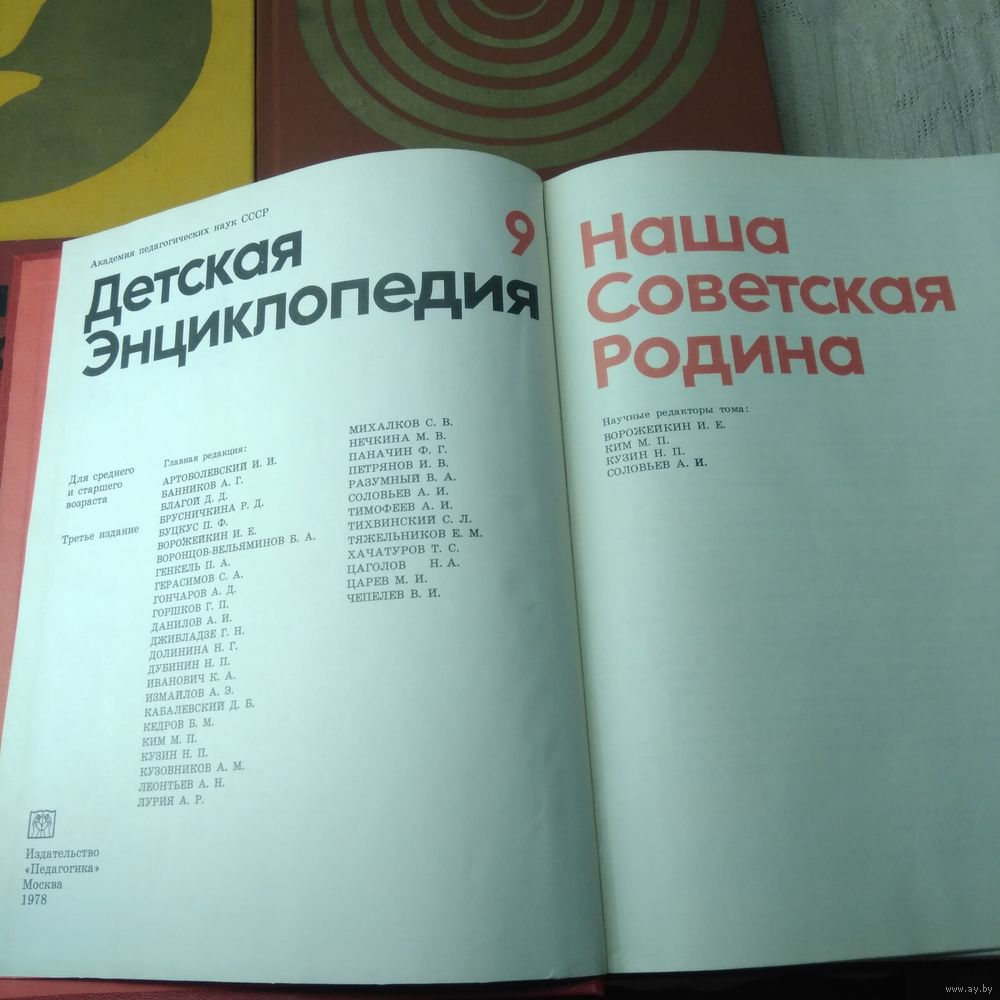 Академия педагогических наук СССР
Детская
Энциклопедия
9
Для среднего
и старшего
возраста
Третье издание
Главная редакция:
АРТОБОЛЕВСКИЙ И. И.
БАННИКОВ А. Г.
БЛАГОЙ Д. Д.
БРУСНИЧКИНА Р. Д.
БУЦКУС П. Ф.
ВОРОЖЕЙКИН И. Е.
ВОРОНЦОВ-ВЕЛЬЯМИНОВ Б. А.
ГЕНКЕЛЬ П. А.
ГЕРАСИМОВ С. А.
ГОНЧАРОВ А. Д.
ГОРШКОВ Г. П.
ДАНИЛОВ А. И.
ДЖИБЛАДЗЕ Г. Н.
ДОЛИНИНА Н. Г.
ДУБИНИН Н. П.
ИВАНОВИЧ К. А.
ИЗМАЙЛОВ А. Э.
КАБАЛЕВСКИЙ Д. Б.
КЕДРОВ Б. М.
КИМ М. П.
КУЗИН Н. П.
КУЗОВНИКОВ А. М.
ЛЕОНТЬЕВ А. Н.
ЛУРИЯ А. Р.
МИХАЛКОВ С. В.
НЕЧКИНА М. В.
ПАНАЧИН Ф. Г.
ПЕТРЯНОВ И. В.
РАЗУМНЫЙ В. А.
СОЛОВЬЕВ А. И.
ТИМОФЕЕВ А. И.
ТИХВИНСКИЙ С. Л.
ТЯЖЕЛЬНИКОВ Е. М.
ХАЧАТУРОВ Т. С.
ЦАГОЛОВ Н. А.
ЦАРЕВ М. И.
ЧЕПЕЛЕВ В. И.
Издательство
«Педагогика»
Москва
1978
Наша
Советская
Родина
Научные редакторы тома:
ВОРОЖЕЙКИН И. Е.
КИМ М. П.
КУЗИН Н. П.
СОЛОВЬЕВ А. И.
www.ay.by